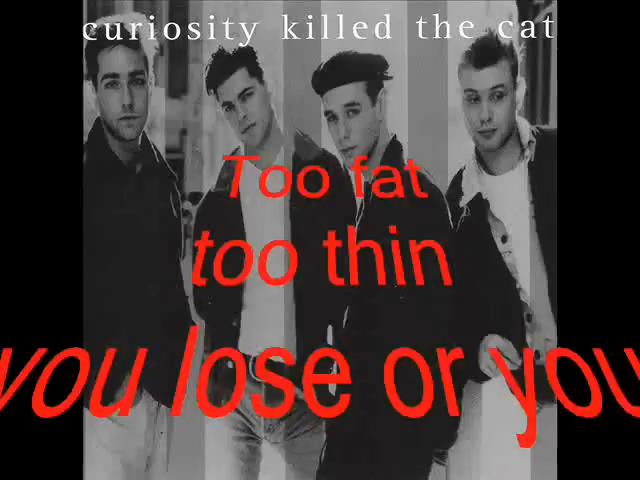 curiosity killed the cat
Too fat
too thin
you lose or you